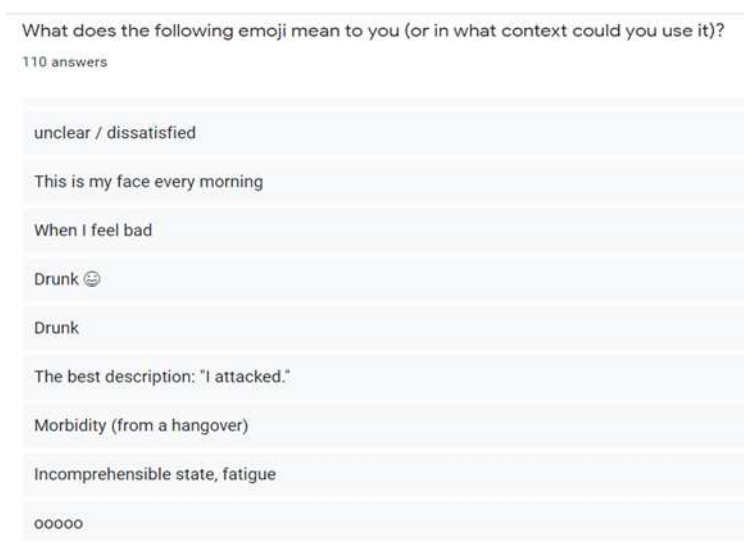 What does the following emoji mean to you (or in what context could you use it)?
110 answers
unclear / dissatisfied
This is my face every morning
When I feel bad
Drunk 😄
Drunk
The best description: "I attacked."
Morbidity (from a hangover)
Incomprehensible state, fatigue
ooooo